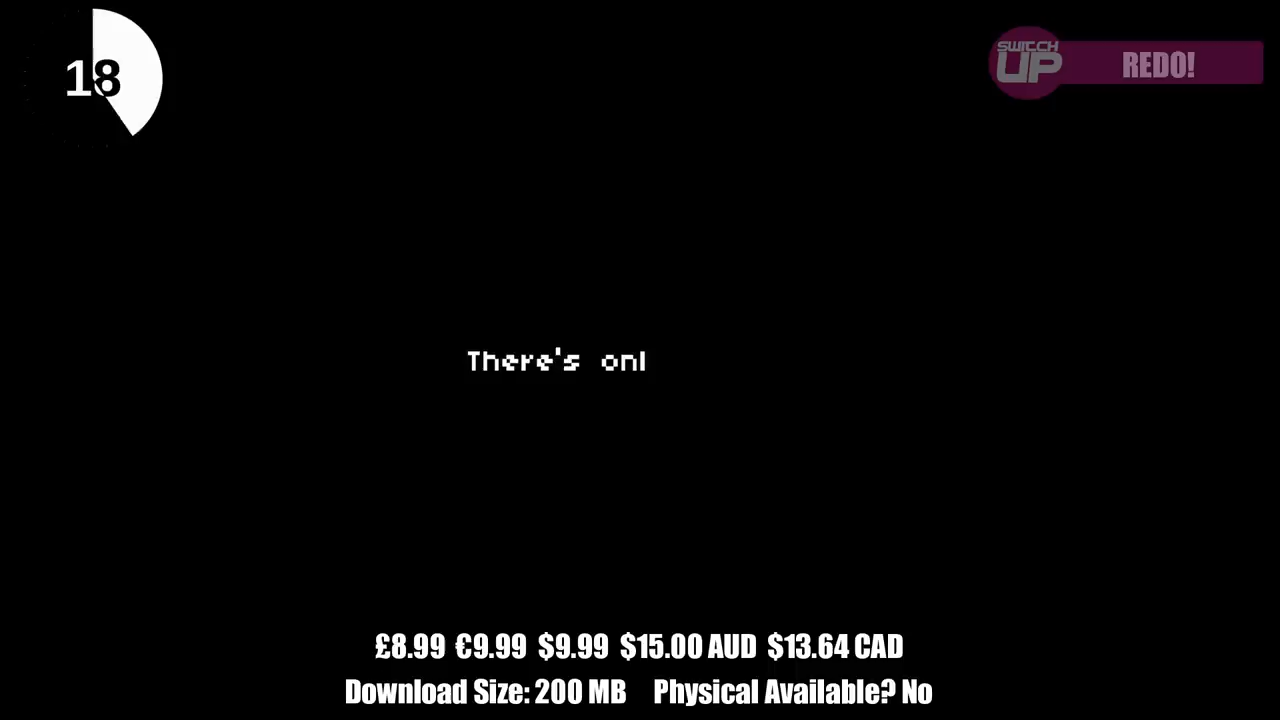 18
SWITCH
UP
REDO!
There's onl
£8.99 €9.99 $9.99 $15.00 AUD $13.64 CAD
Download Size: 200 MB Physical Available? No